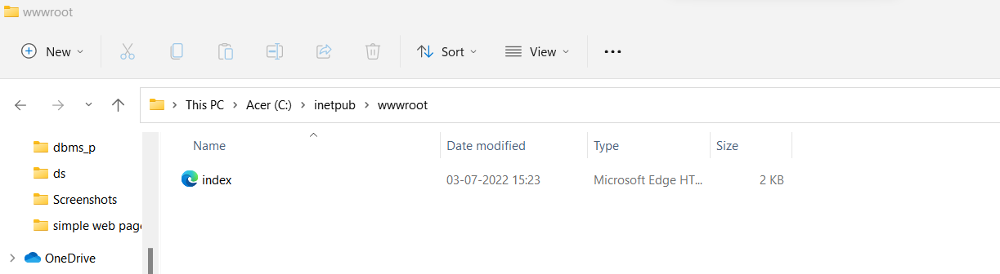 wwwroot
New Sort View
This PC Acer (C:) inetpub wwwroot
Name Date modified Type Size
index 03-07-2022 15:23 Microsoft Edge HT... 2 KB
dbms_p
ds
Screenshots
simple web page
OneDrive